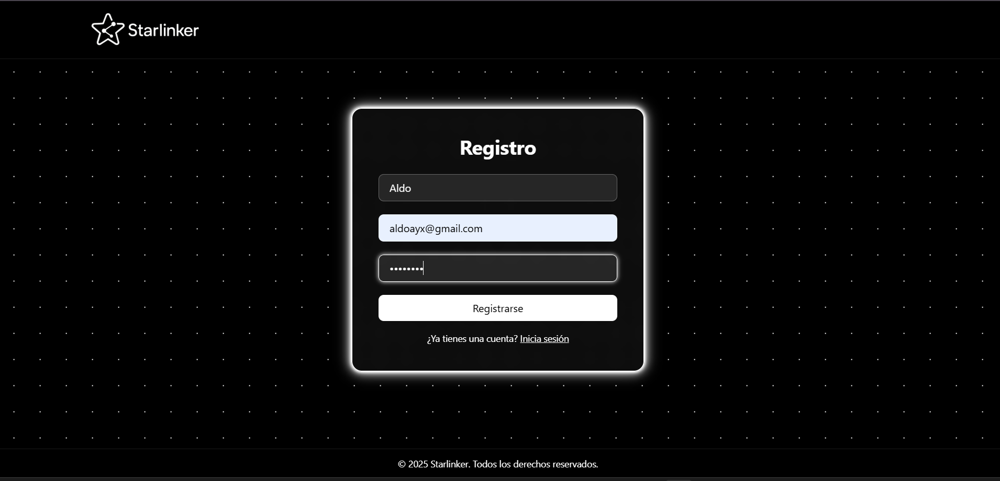 Starlinker
Registro
Aldo
aldoayx@gmail.com
••••••••
Registrarse
¿Ya tienes una cuenta? Inicia sesión
© 2025 Starlinker. Todos los derechos reservados.